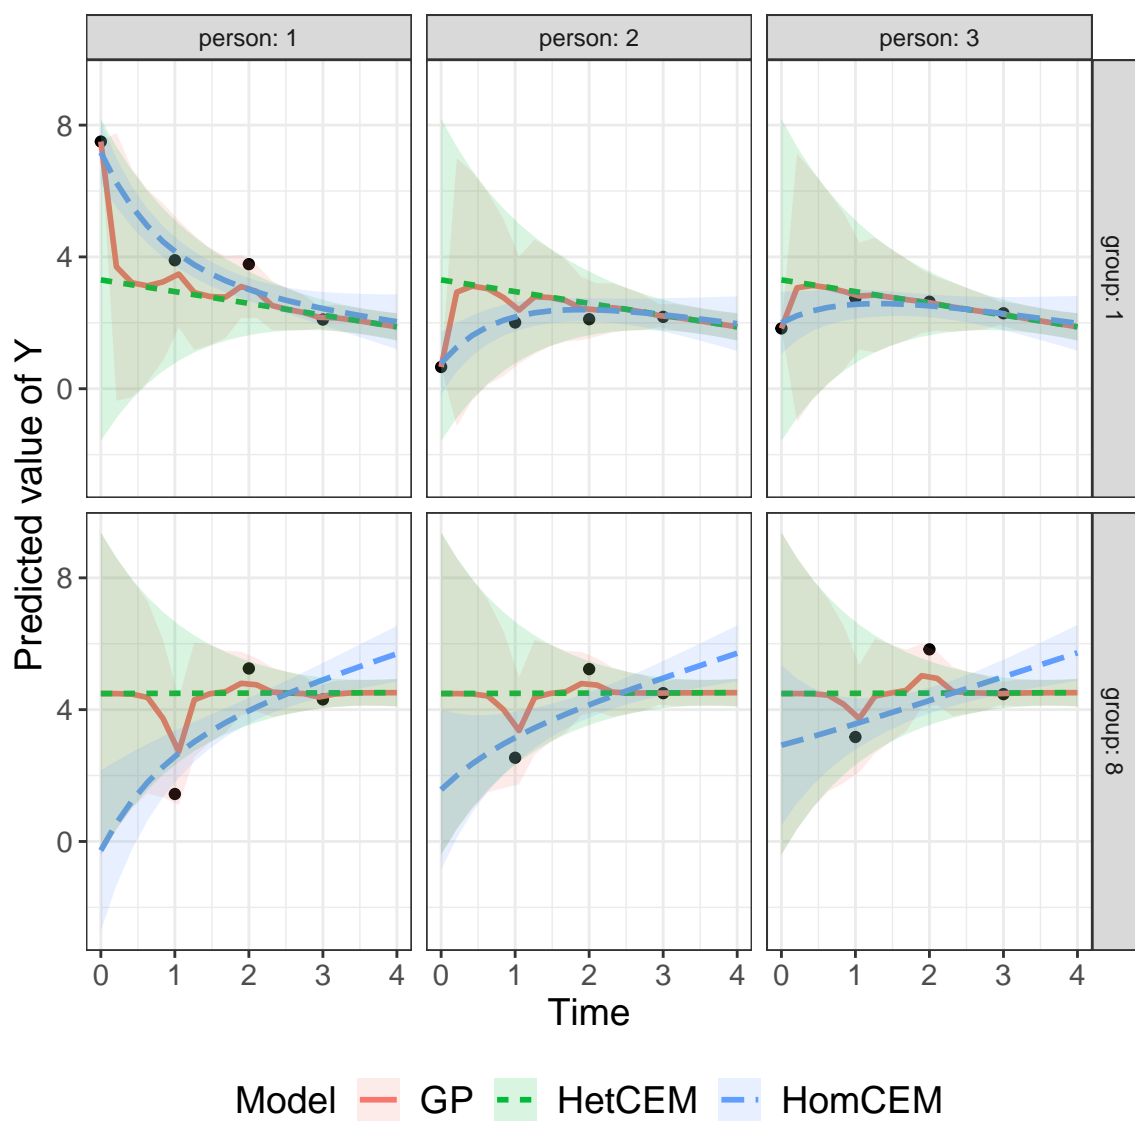 person: 1 person: 2 person: 3
Predicted value of Y
8
4
0
group: 1
8
4
0
group: 8
0 1 2 3 4 0 1 2 3 4 0 1 2 3 4
Time
Model GP HetCEM HomCEM